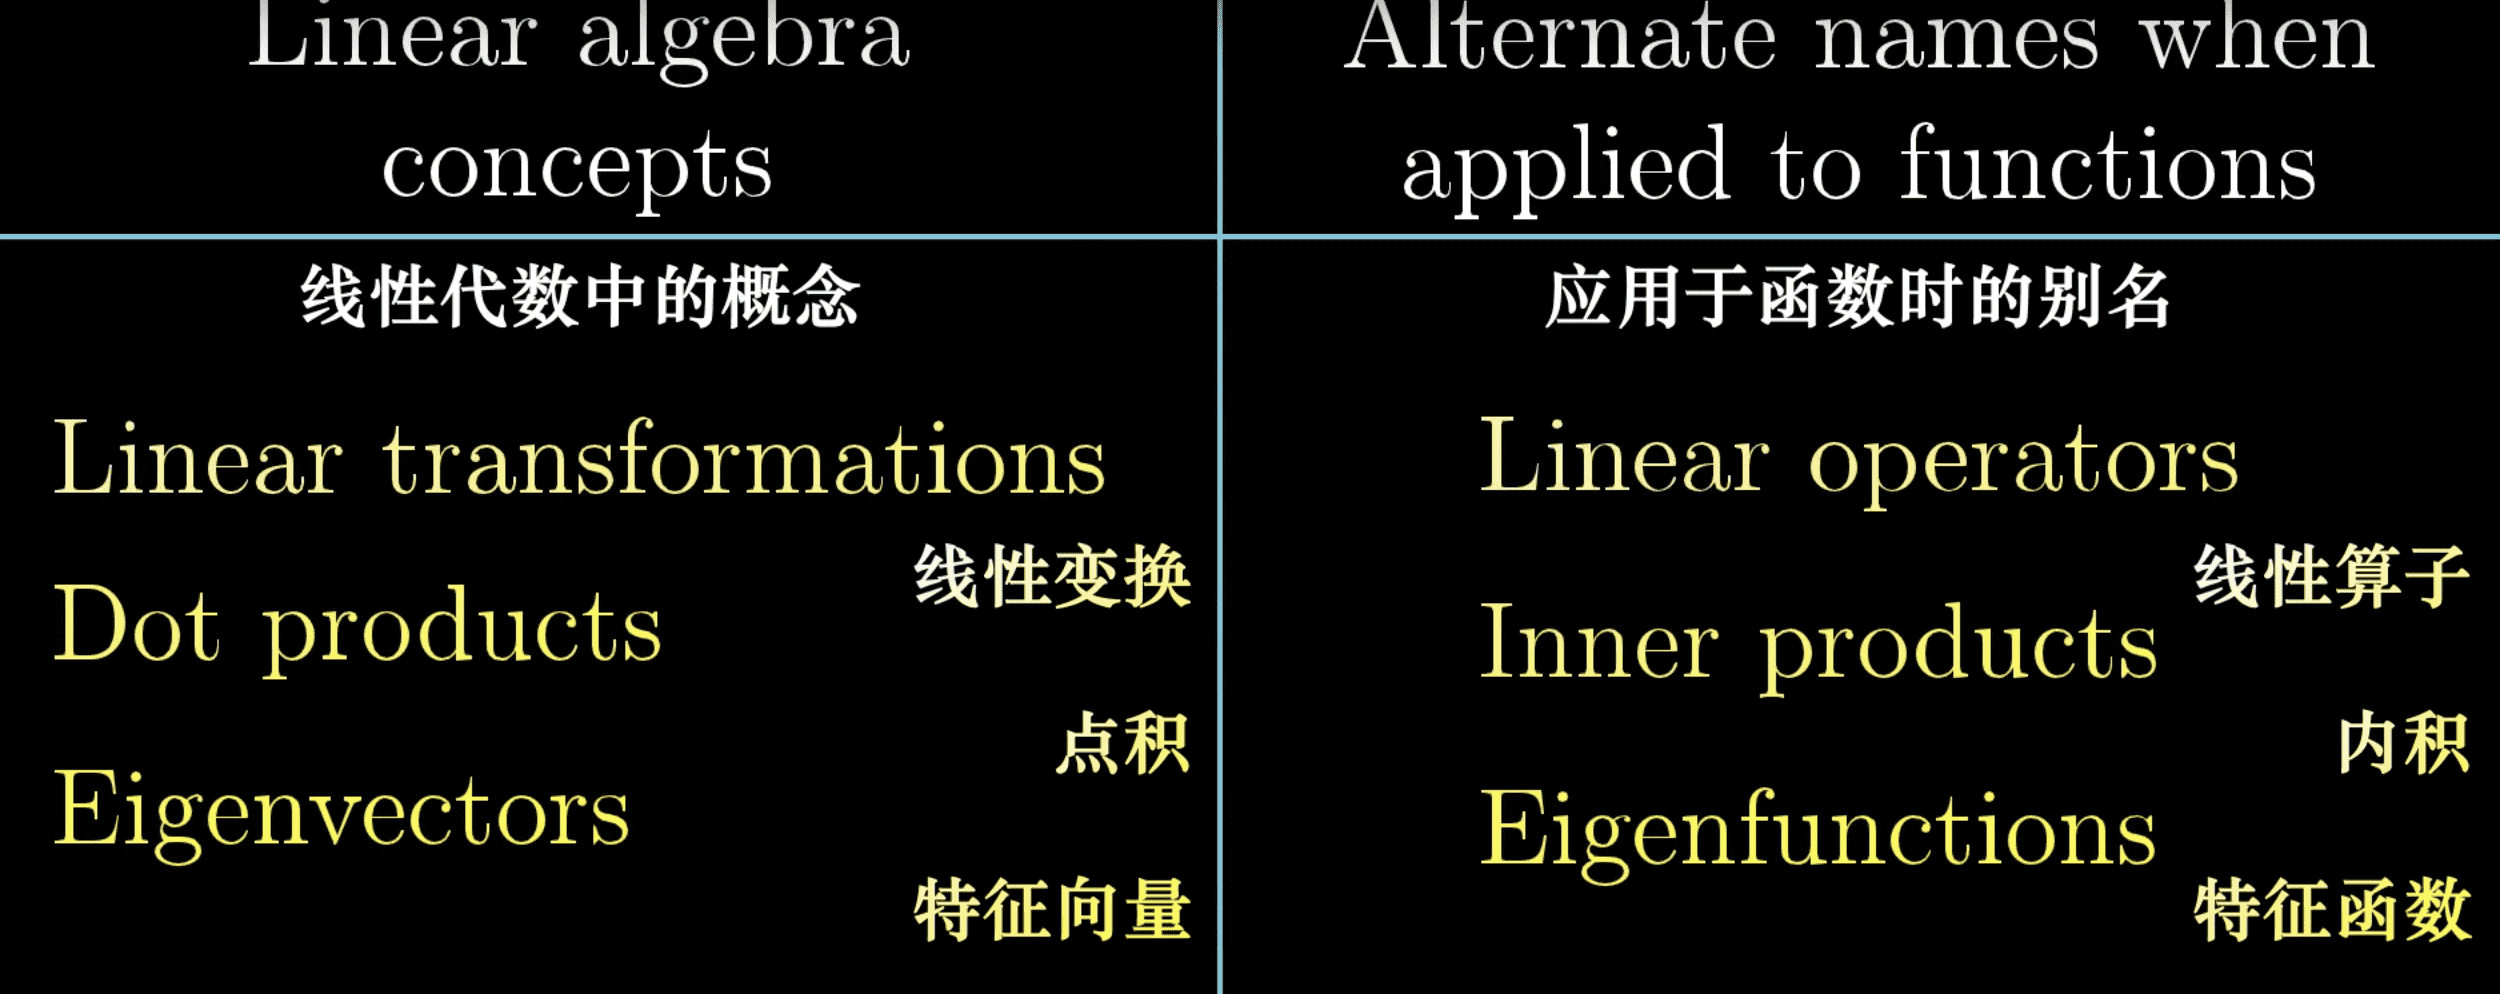 Linear algebra
concepts
线性代数中的概念
Linear transformations
线性变换
Dot products
点积
Eigenvectors
特征向量
Alternate names when
applied to functions
应用于函数时的别名
Linear operators
线性算子
Inner products
内积
Eigenfunctions
特征函数